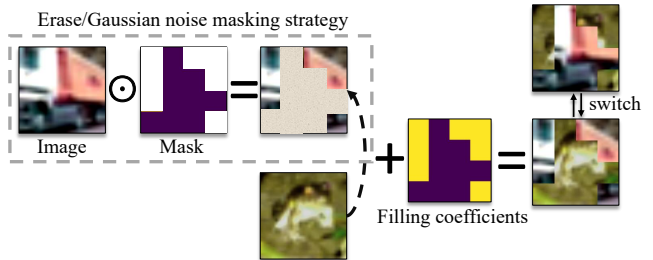 Erase/Gaussian noise masking strategy
Image
Mask
switch
Filling coefficients